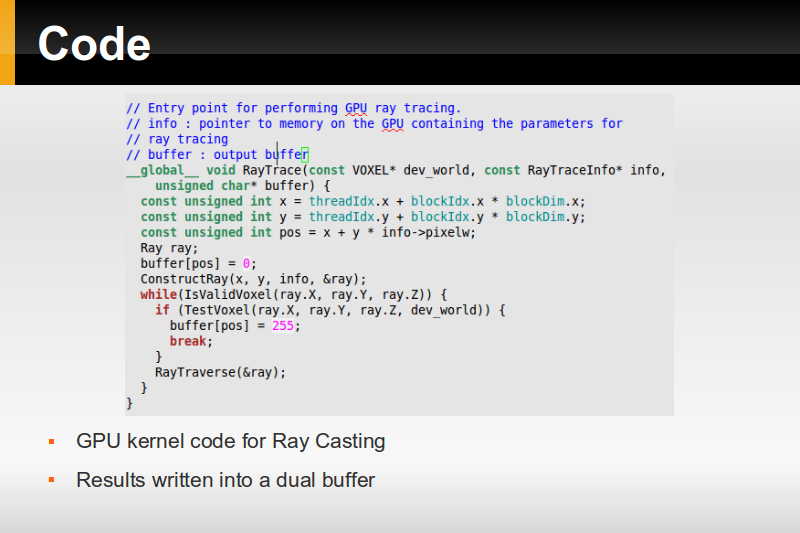 Code
// Entry point for performing GPU ray tracing.
// info : pointer to memory on the GPU containing the parameters for
// ray tracing
// buffer : output buffer
__global__ void RayTrace(const VOXEL* dev_world, const RayTraceInfo* info,
    unsigned char* buffer) {
  const unsigned int x = threadIdx.x + blockIdx.x * blockDim.x;
  const unsigned int y = threadIdx.y + blockIdx.y * blockDim.y;
  const unsigned int pos = x + y * info->pixelw;
  Ray ray;
  buffer[pos] = 0;
  ConstructRay(x, y, info, &ray);
  while(IsValidVoxel(ray.X, ray.Y, ray.Z)) {
    if (TestVoxel(ray.X, ray.Y, ray.Z, dev_world)) {
      buffer[pos] = 255;
      break;
    }
    RayTraverse(&ray);
  }
}
▪ GPU kernel code for Ray Casting
▪ Results written into a dual buffer